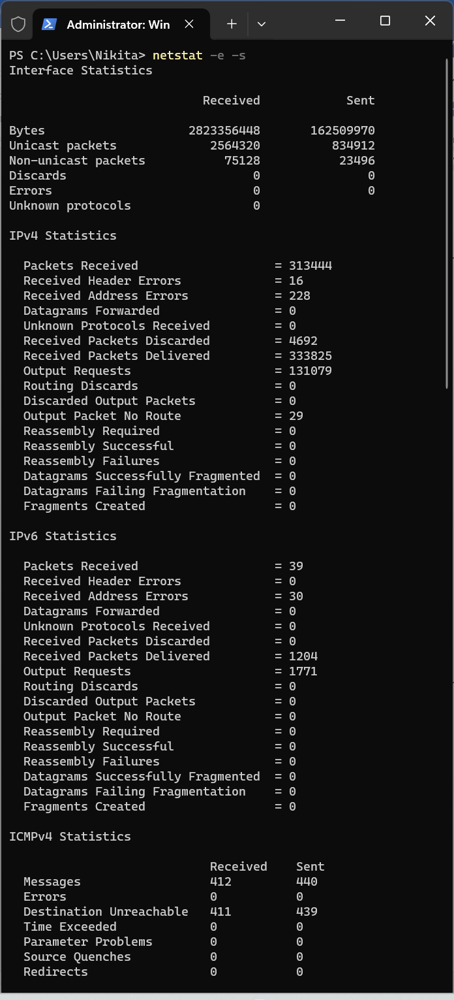 Administrator: Win
PS C:\Users\Nikita> netstat -e -s
Interface Statistics
Received Sent
Bytes 2823356448 162509970
Unicast packets 2564320 834912
Non-unicast packets 75128 23496
Discards 0 0
Errors 0 0
Unknown protocols 0
IPv4 Statistics
Packets Received = 313444
Received Header Errors = 16
Received Address Errors = 228
Datagrams Forwarded = 0
Unknown Protocols Received = 0
Received Packets Discarded = 4692
Received Packets Delivered = 333825
Output Requests = 131079
Routing Discards = 0
Discarded Output Packets = 0
Output Packet No Route = 29
Reassembly Required = 0
Reassembly Successful = 0
Reassembly Failures = 0
Datagrams Successfully Fragmented = 0
Datagrams Failing Fragmentation = 0
Fragments Created = 0
IPv6 Statistics
Packets Received = 39
Received Header Errors = 0
Received Address Errors = 30
Datagrams Forwarded = 0
Unknown Protocols Received = 0
Received Packets Discarded = 0
Received Packets Delivered = 1204
Output Requests = 1771
Routing Discards = 0
Discarded Output Packets = 0
Output Packet No Route = 0
Reassembly Required = 0
Reassembly Successful = 0
Reassembly Failures = 0
Datagrams Successfully Fragmented = 0
Datagrams Failing Fragmentation = 0
Fragments Created = 0
ICMPv4 Statistics
Received Sent
Messages 412 440
Errors 0 0
Destination Unreachable 411 439
Time Exceeded 0 0
Parameter Problems 0 0
Source Quenches 0 0
Redirects 0 0